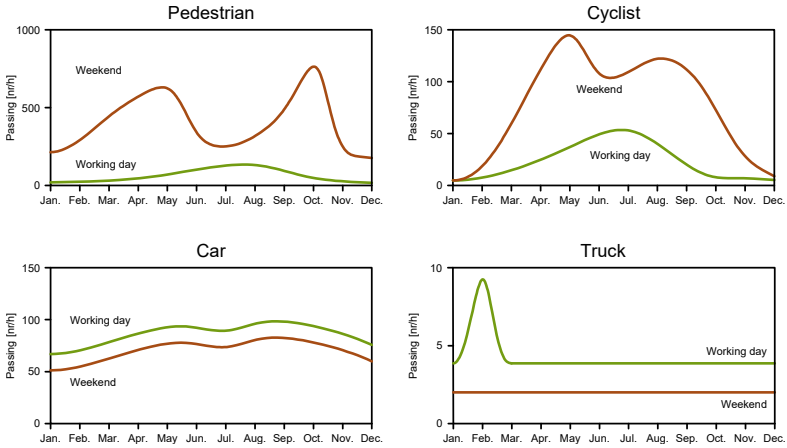 Pedestrian
1000
500
0
Passing [nr/h]
Weekend
Working day
Jan. Feb. Mar. Apr. May Jun. Jul. Aug. Sep. Oct. Nov. Dec.
Cyclist
150
100
50
0
Passing [nr/h]
Weekend
Working day
Jan. Feb. Mar. Apr. May Jun. Jul. Aug. Sep. Oct. Nov. Dec.
Car
150
100
50
0
Passing [nr/h]
Working day
Weekend
Jan. Feb. Mar. Apr. May Jun. Jul. Aug. Sep. Oct. Nov. Dec.
Truck
10
5
0
Passing [nr/h]
Working day
Weekend
Jan. Feb. Mar. Apr. May Jun. Jul. Aug. Sep. Oct. Nov. Dec.